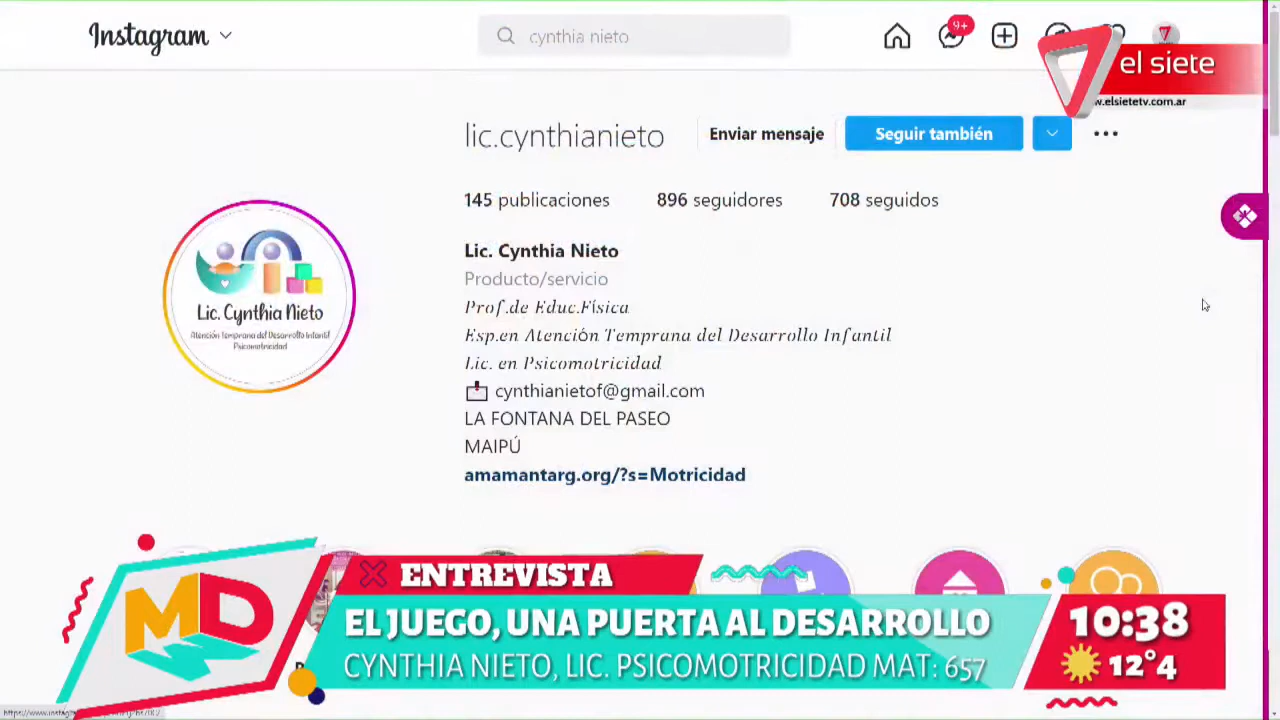 Instagram
cynthia nieto
9+
el siete
w.elsietetv.com.ar
lic.cynthianieto
Enviar mensaje
Seguir también
145 publicaciones
896 seguidores
708 seguidos
Lic. Cynthia Nieto
Producto/servicio
Prof.de Educ.Física
Esp.en Atención Temprana del Desarrollo Infantil
Lic. en Psicomotricidad
cynthianietof@gmail.com
LA FONTANA DEL PASEO
MAIPÚ
amamantarg.org/?s=Motricidad
Lic. Cynthia Nieto
Atención Temprana del Desarrollo Infantil
Psicomotricidad
MD
ENTREVISTA
EL JUEGO, UNA PUERTA AL DESARROLLO
CYNTHIA NIETO, LIC. PSICOMOTRICIDAD MAT: 657
10:38
12°4